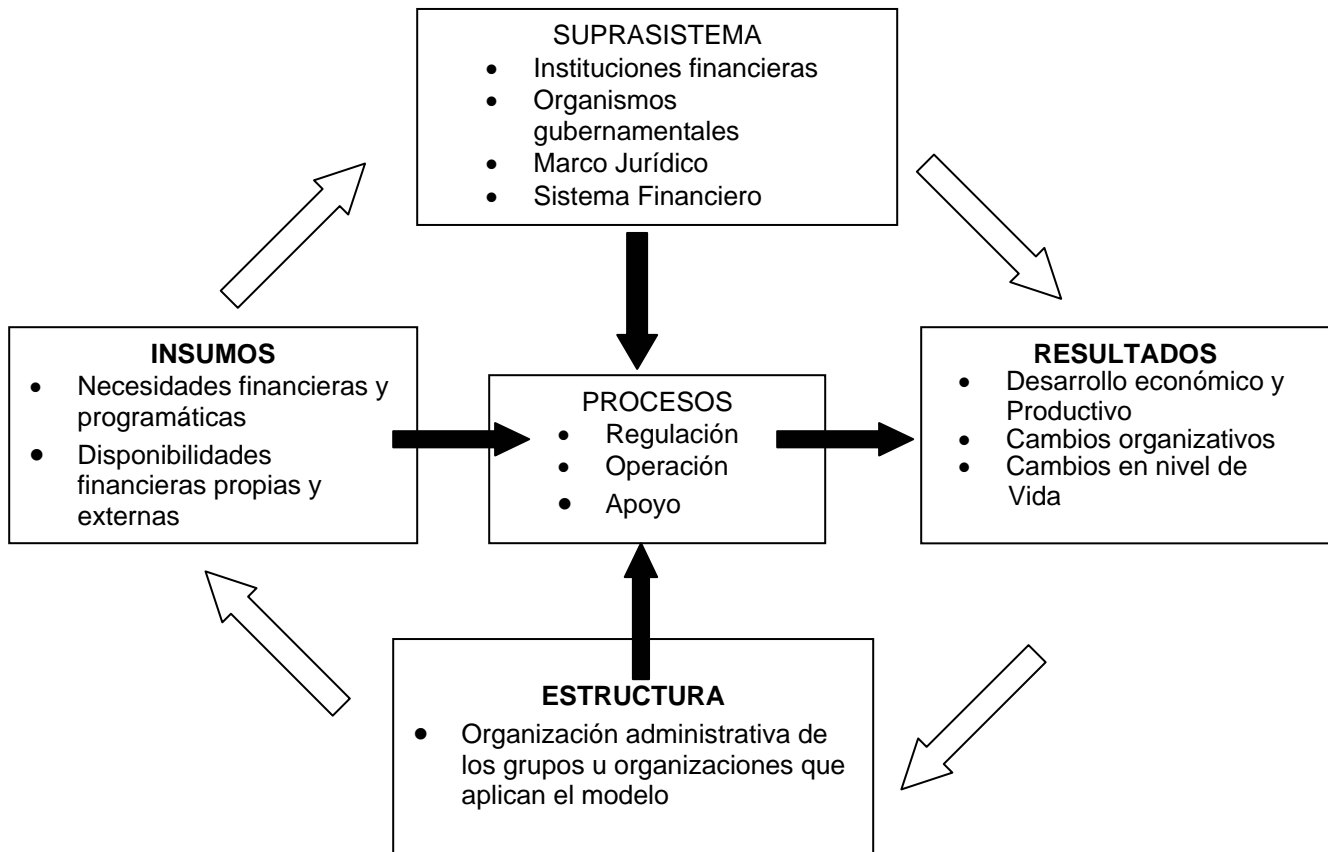 SUPRASISTEMA
• Instituciones financieras
• Organismos
gubernamentales
• Marco Jurídico
• Sistema Financiero
INSUMOS
• Necesidades financieras y
programáticas
• Disponibilidades
financieras propias y
externas
PROCESOS
• Regulación
• Operación
• Apoyo
RESULTADOS
• Desarrollo económico y
Productivo
• Cambios organizativos
• Cambios en nivel de
Vida
ESTRUCTURA
• Organización administrativa de
los grupos u organizaciones que
aplican el modelo